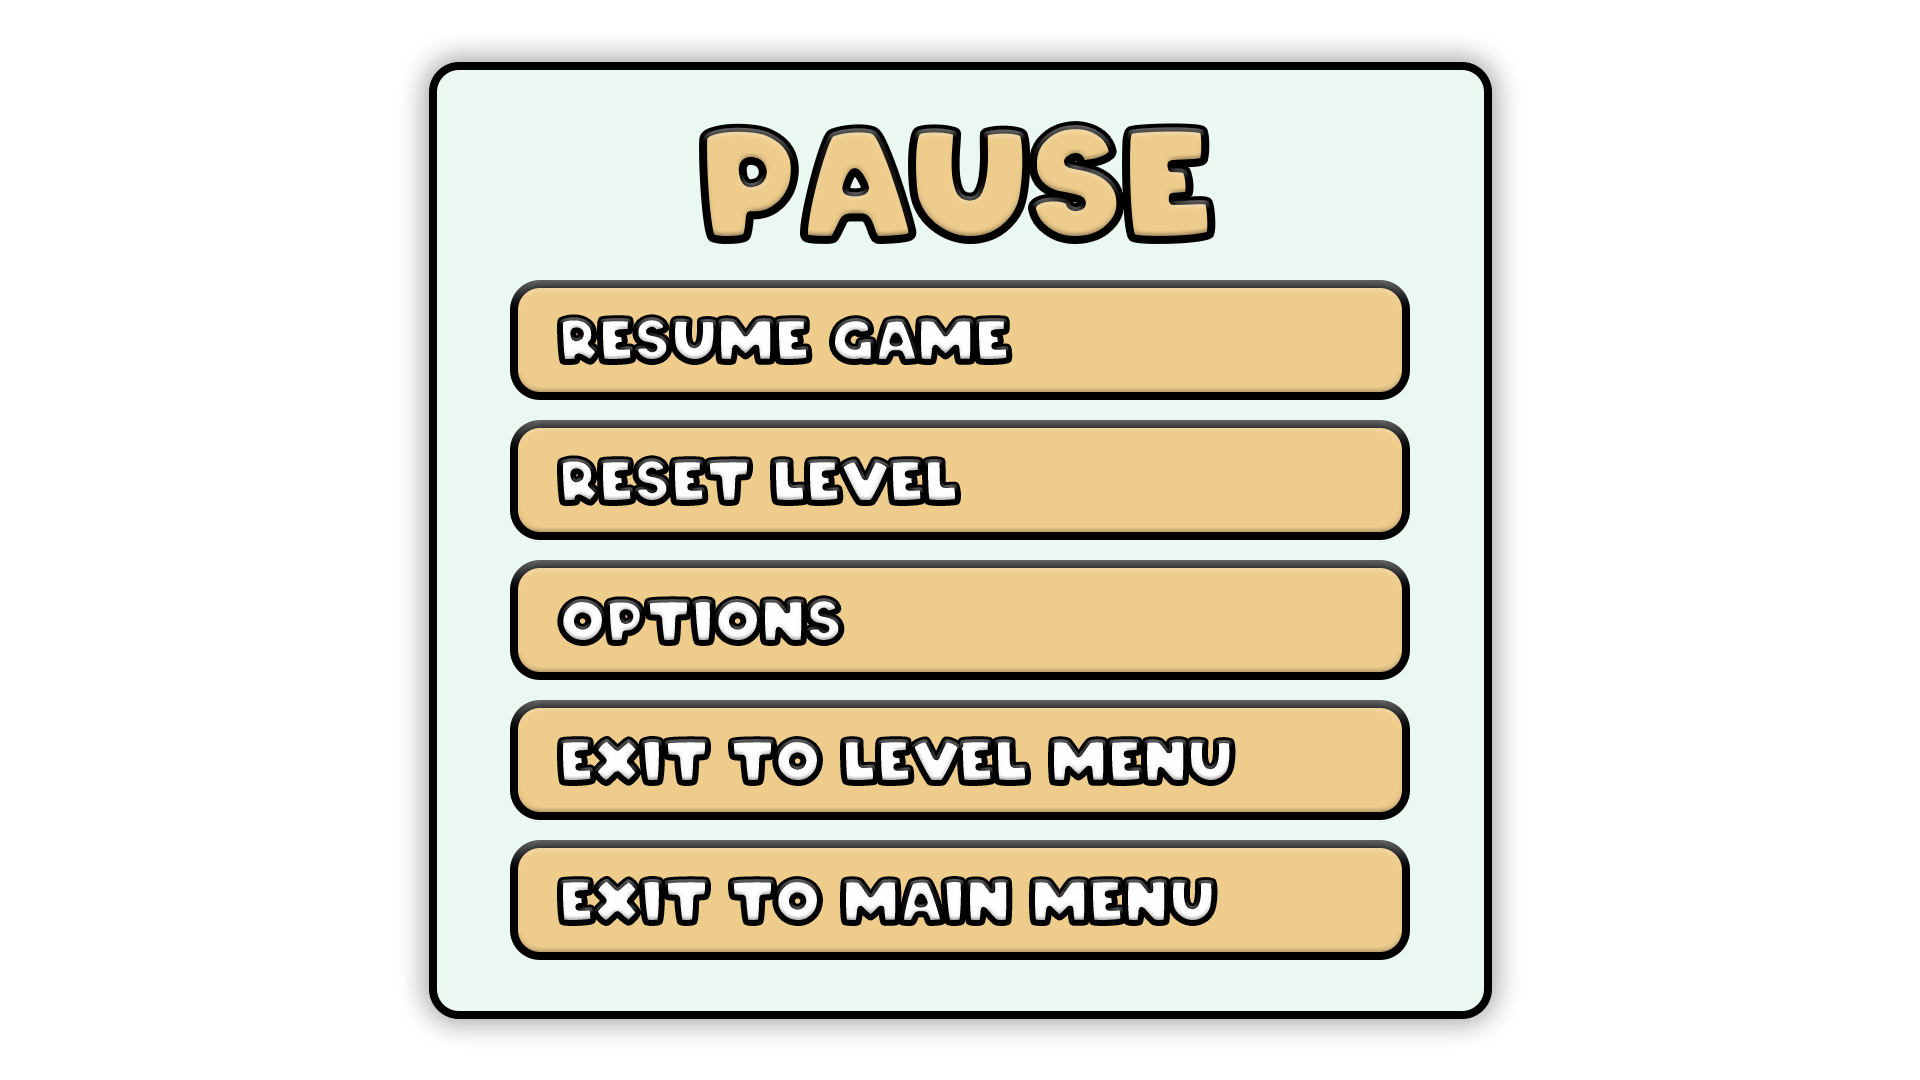 PAUSE
RESUME GAME
RESET LEVEL
OPTIONS
EXIT TO LEVEL MENU
EXIT TO MAIN MENU